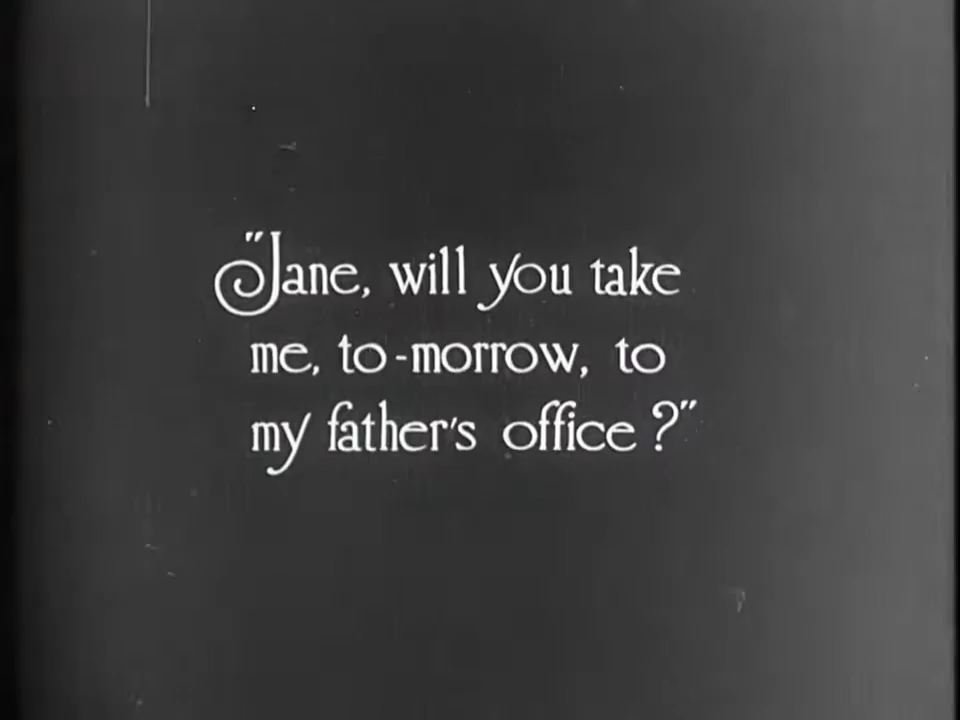 "Jane, will you take
me, to-morrow, to
my father's office?"